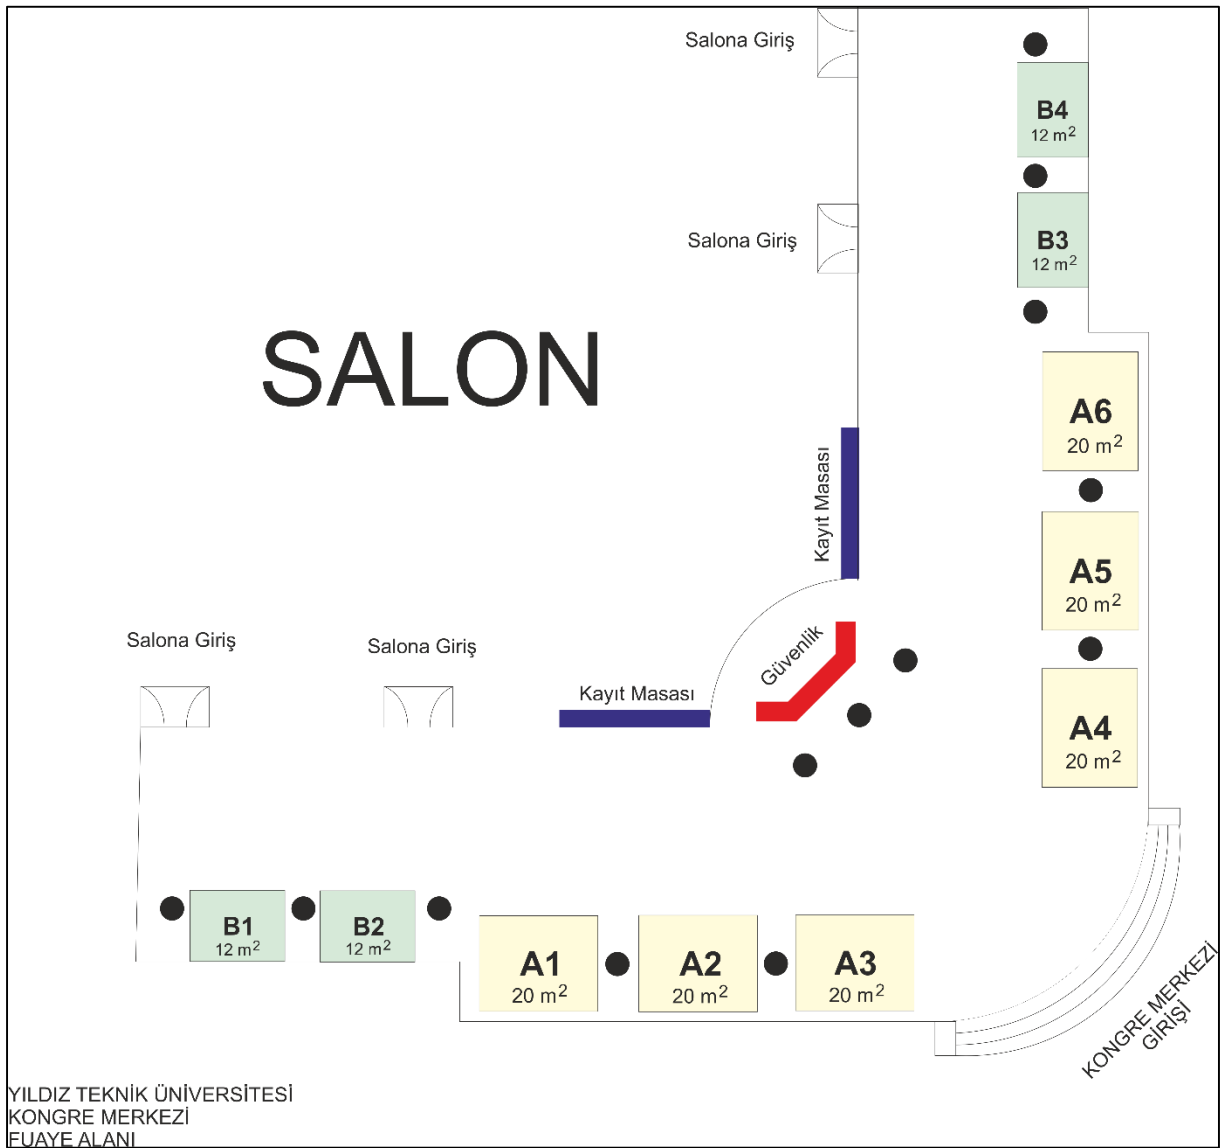 Salona Giriş
B4
12 m²
Salona Giriş
B3
12 m²
SALON
A6
20 m²
Kayıt Masası
A5
20 m²
Salona Giriş
Salona Giriş
Güvenlik
Kayıt Masası
A4
20 m²
B1
12 m²
B2
12 m²
A1
20 m²
A2
20 m²
A3
20 m²
KONGRE MERKEZİ
GİRİŞİ
YILDIZ TEKNİK ÜNİVERSİTESİ
KONGRE MERKEZİ
FUAYE ALANI